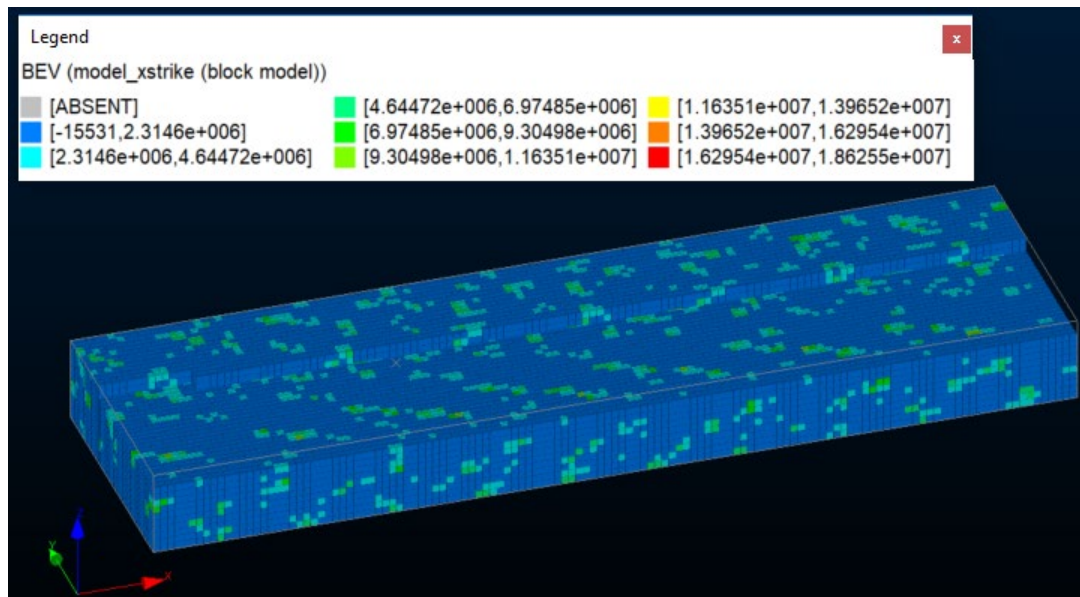 Legend
x
BEV (model_xstrike (block model))
[ABSENT] [4.64472e+006,6.97485e+006] [1.16351e+007,1.39652e+007]
[-15531,2.3146e+006] [6.97485e+006,9.30498e+006] [1.39652e+007,1.62954e+007]
[2.3146e+006,4.64472e+006] [9.30498e+006,1.16351e+007] [1.62954e+007,1.86255e+007]
X